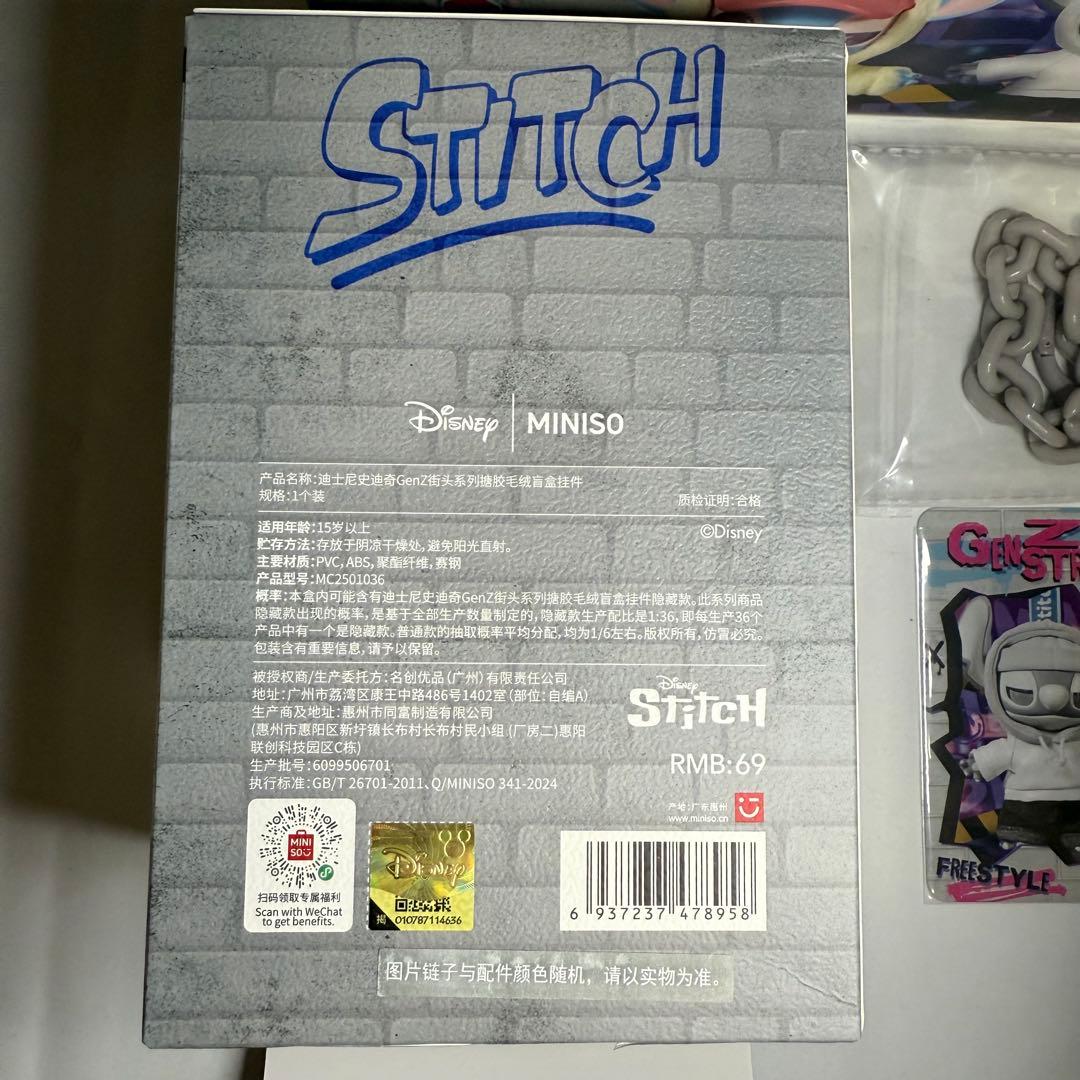 STITCH
Disney | MINISO
产品名称:迪士尼史迪奇GenZ街头系列搪胶毛绒盲盒挂件
规格:1个装
质检证明:合格
适用年龄:15岁以上
©Disney
贮存方法:存放于阴凉干燥处,避免阳光直射。
主要材质:PVC,ABS,聚酯纤维,赛钢
产品型号:MC2501036
概率:本盒内可能含有迪士尼史迪奇GenZ街头系列搪胶毛绒盲盒挂件隐藏款。此系列商品
隐藏款出现的概率,是基于全部生产数量制定的,隐藏款生产配比是1:36,即每生产36个
产品中有一个是隐藏款。普通款的抽取概率平均分配,均为1/6左右。版权所有,仿冒必究。
包装含有重要信息,请予以保留。
被授权商/生产委托方:名创优品(广州)有限责任公司
地址:广州市荔湾区康王中路486号1402室(部位:自编A)
生产商及地址:惠州市同富制造有限公司
(惠州市惠阳区新圩镇长布村长布村民小组(厂房二)惠阳
联创科技园区C栋)
生产批号:6099506701
执行标准:GB/T 26701-2011、Q/MINISO 341-2024
Disney
STITCH
RMB:69
产地:广东惠州
www.miniso.cn
MINI
SO
扫码领取专属福利
Scan with WeChat
to get benefits.
Disney
揭
010787114636
6 937237 478958
图片链子与配件颜色随机，请以实物为准。
GEN Z
STR
FREESTYLE